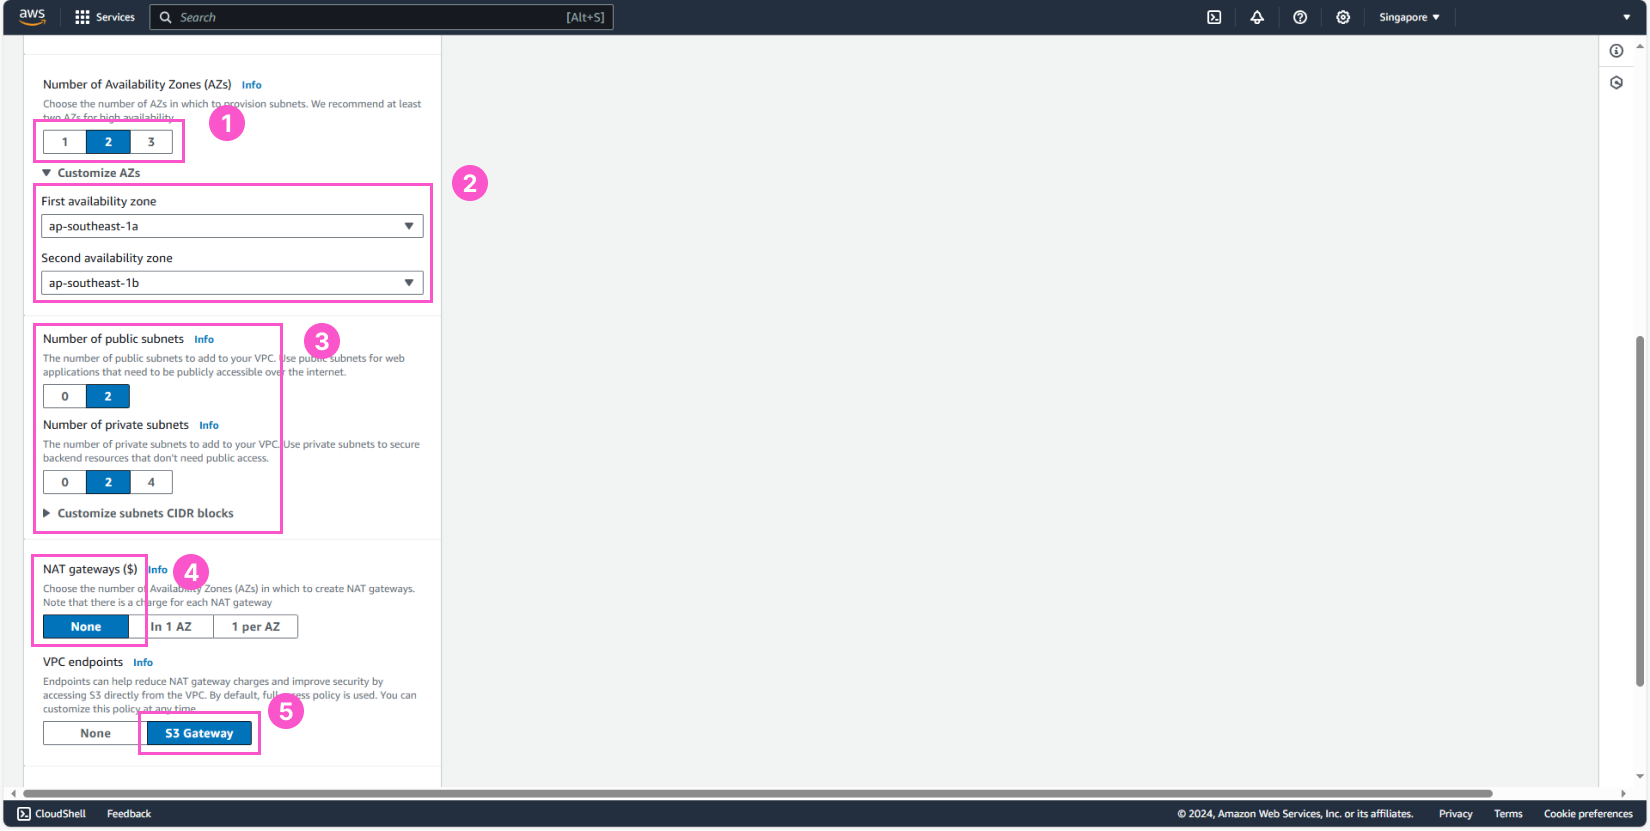 aws
Services
Search
[Alt+S]
Singapore
Number of Availability Zones (AZs) Info
Choose the number of AZs in which to provision subnets. We recommend at least
two AZs for high availability.
1
1 2 3
Customize AZs
2
First availability zone
ap-southeast-1a
Second availability zone
ap-southeast-1b
3
Number of public subnets Info
The number of public subnets to add to your VPC. Use public subnets for web
applications that need to be publicly accessible over the internet.
0 2
Number of private subnets Info
The number of private subnets to add to your VPC. Use private subnets to secure
backend resources that don't need public access.
0 2 4
Customize subnets CIDR blocks
NAT gateways ($) Info
4
Choose the number of Availability Zones (AZs) in which to create NAT gateways.
Note that there is a charge for each NAT gateway
None In 1 AZ 1 per AZ
VPC endpoints Info
Endpoints can help reduce NAT gateway charges and improve security by
accessing S3 directly from the VPC. By default, full access policy is used. You can
customize this policy at any time.
5
None S3 Gateway
CloudShell Feedback
© 2024, Amazon Web Services, Inc. or its affiliates. Privacy Terms Cookie preferences